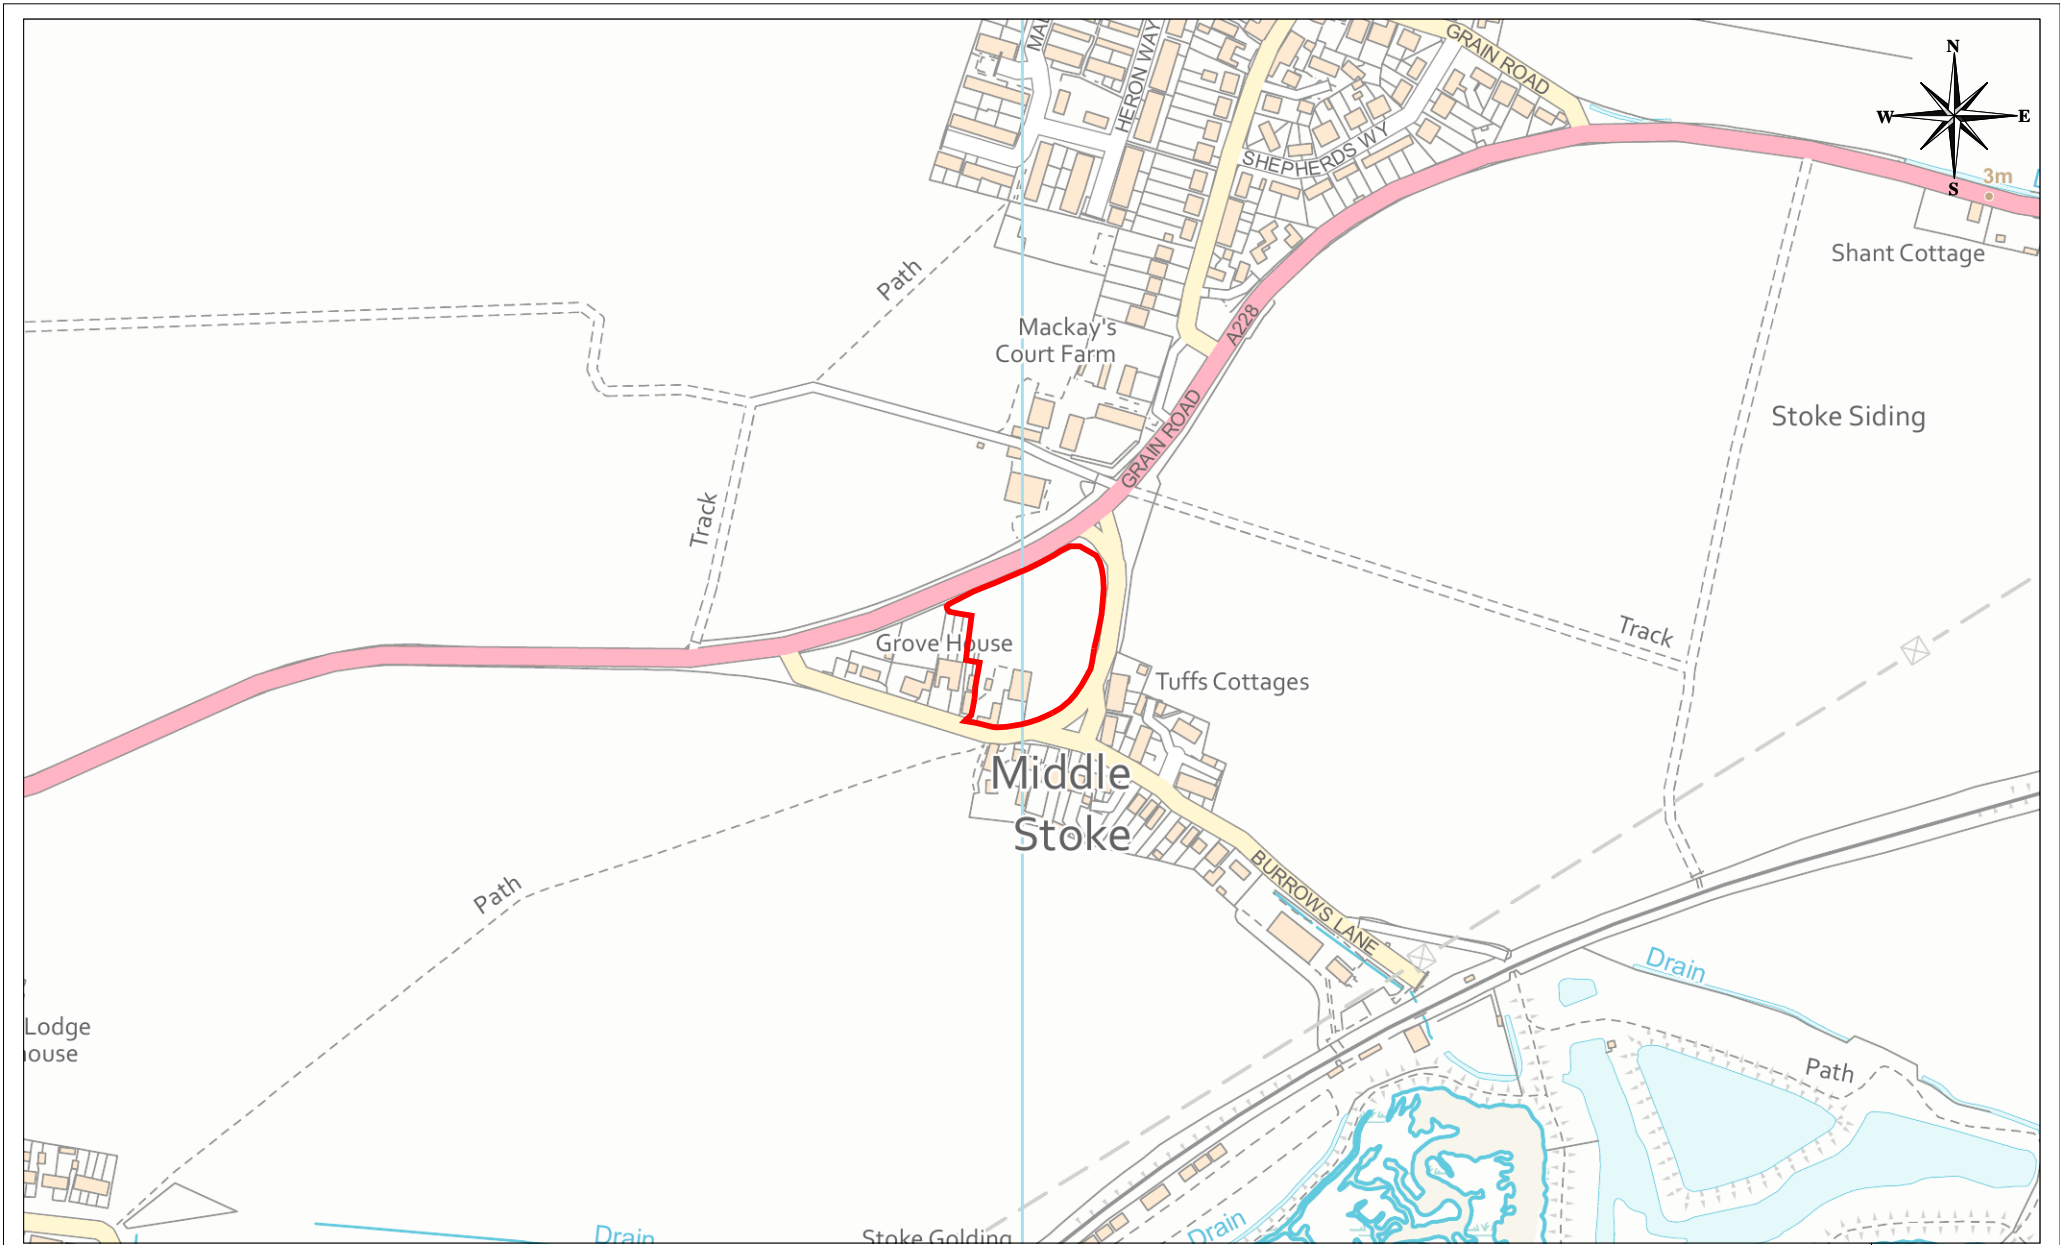 GRAIN ROAD
HERON WAY
N
W
E
S
3m
SHEPHERDS WY
Shant Cottage
Path
Mackay's
Court Farm
A228
GRAIN ROAD
Stoke Siding
Track
Track
Grove House
Tuffs Cottages
Middle
Stoke
Path
BURROWS LANE
Drain
Lodge
Path
Drain
Drain
Stoke Golding